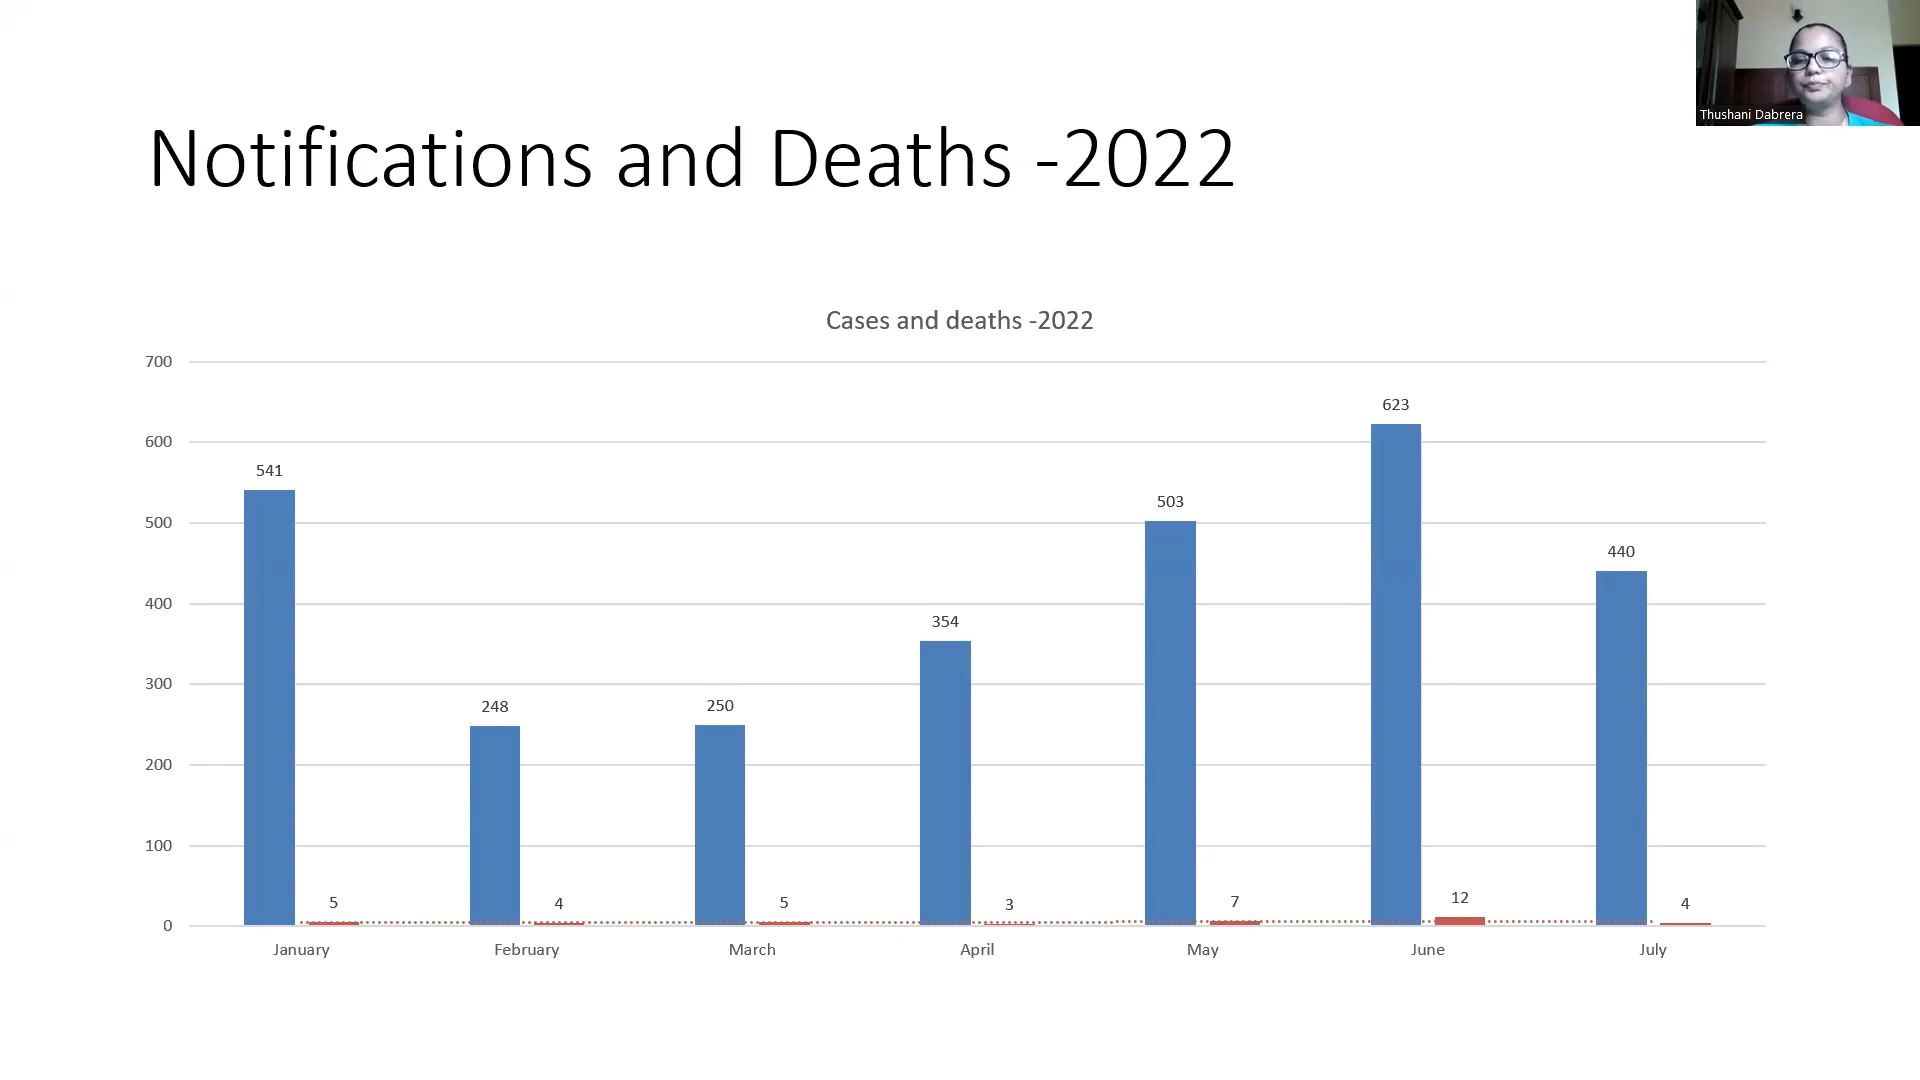 Thushani Dabrera
Notifications and Deaths -2022
Cases and deaths -2022
700
600
500
400
300
200
100
0
541
5
248
4
250
5
354
3
503
7
623
12
440
4
January
February
March
April
May
June
July